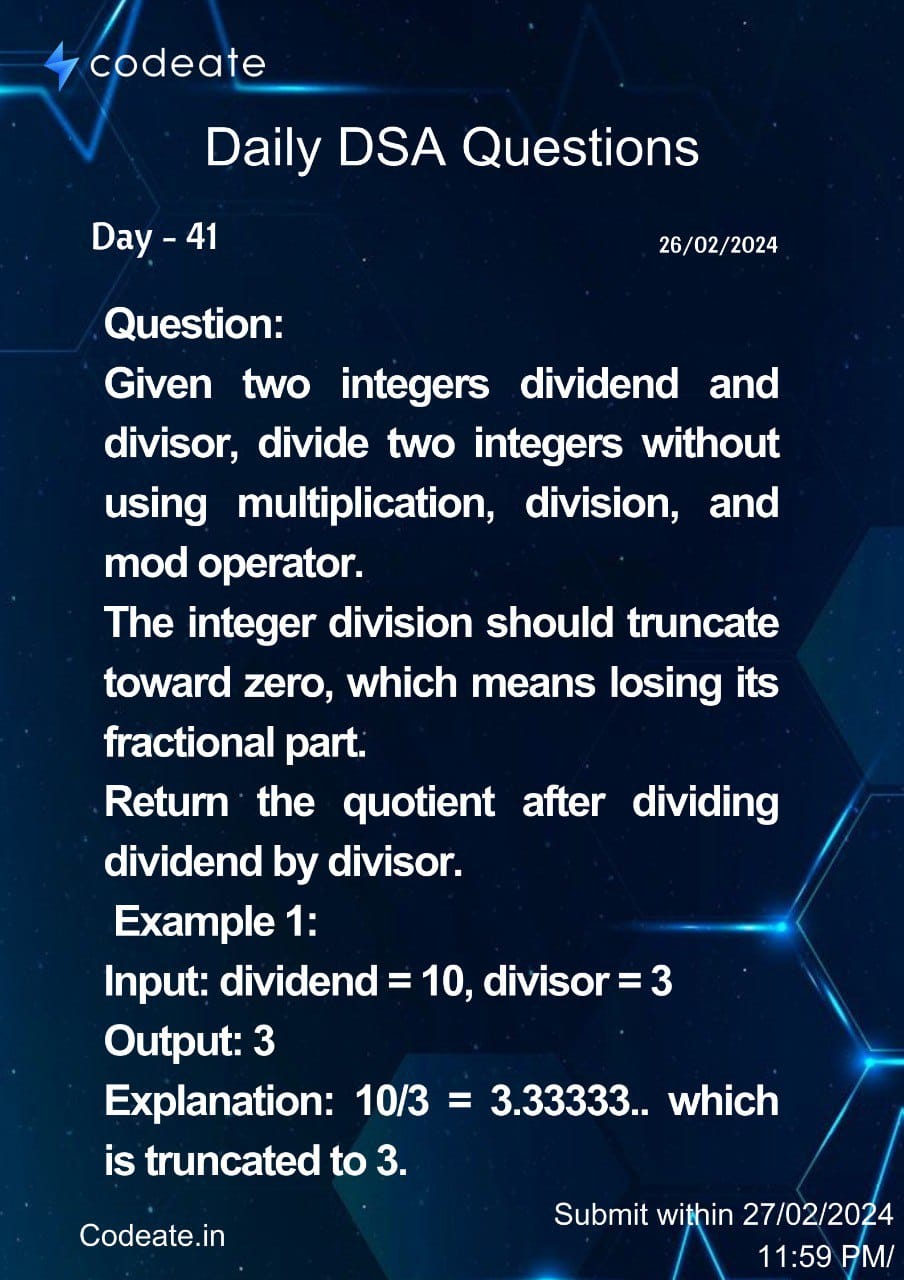 codeate
Daily DSA Questions
Day - 41
26/02/2024
Question:
Given two integers dividend and
divisor, divide two integers without
using multiplication, division, and
mod operator.
The integer division should truncate
toward zero, which means losing its
fractional part.
Return the quotient after dividing
dividend by divisor.
Example 1:
Input: dividend = 10, divisor = 3
Output: 3
Explanation: 10/3 = 3.33333.. which
is truncated to 3.
Codeate.in
Submit within 27/02/2024
11:59 PM/